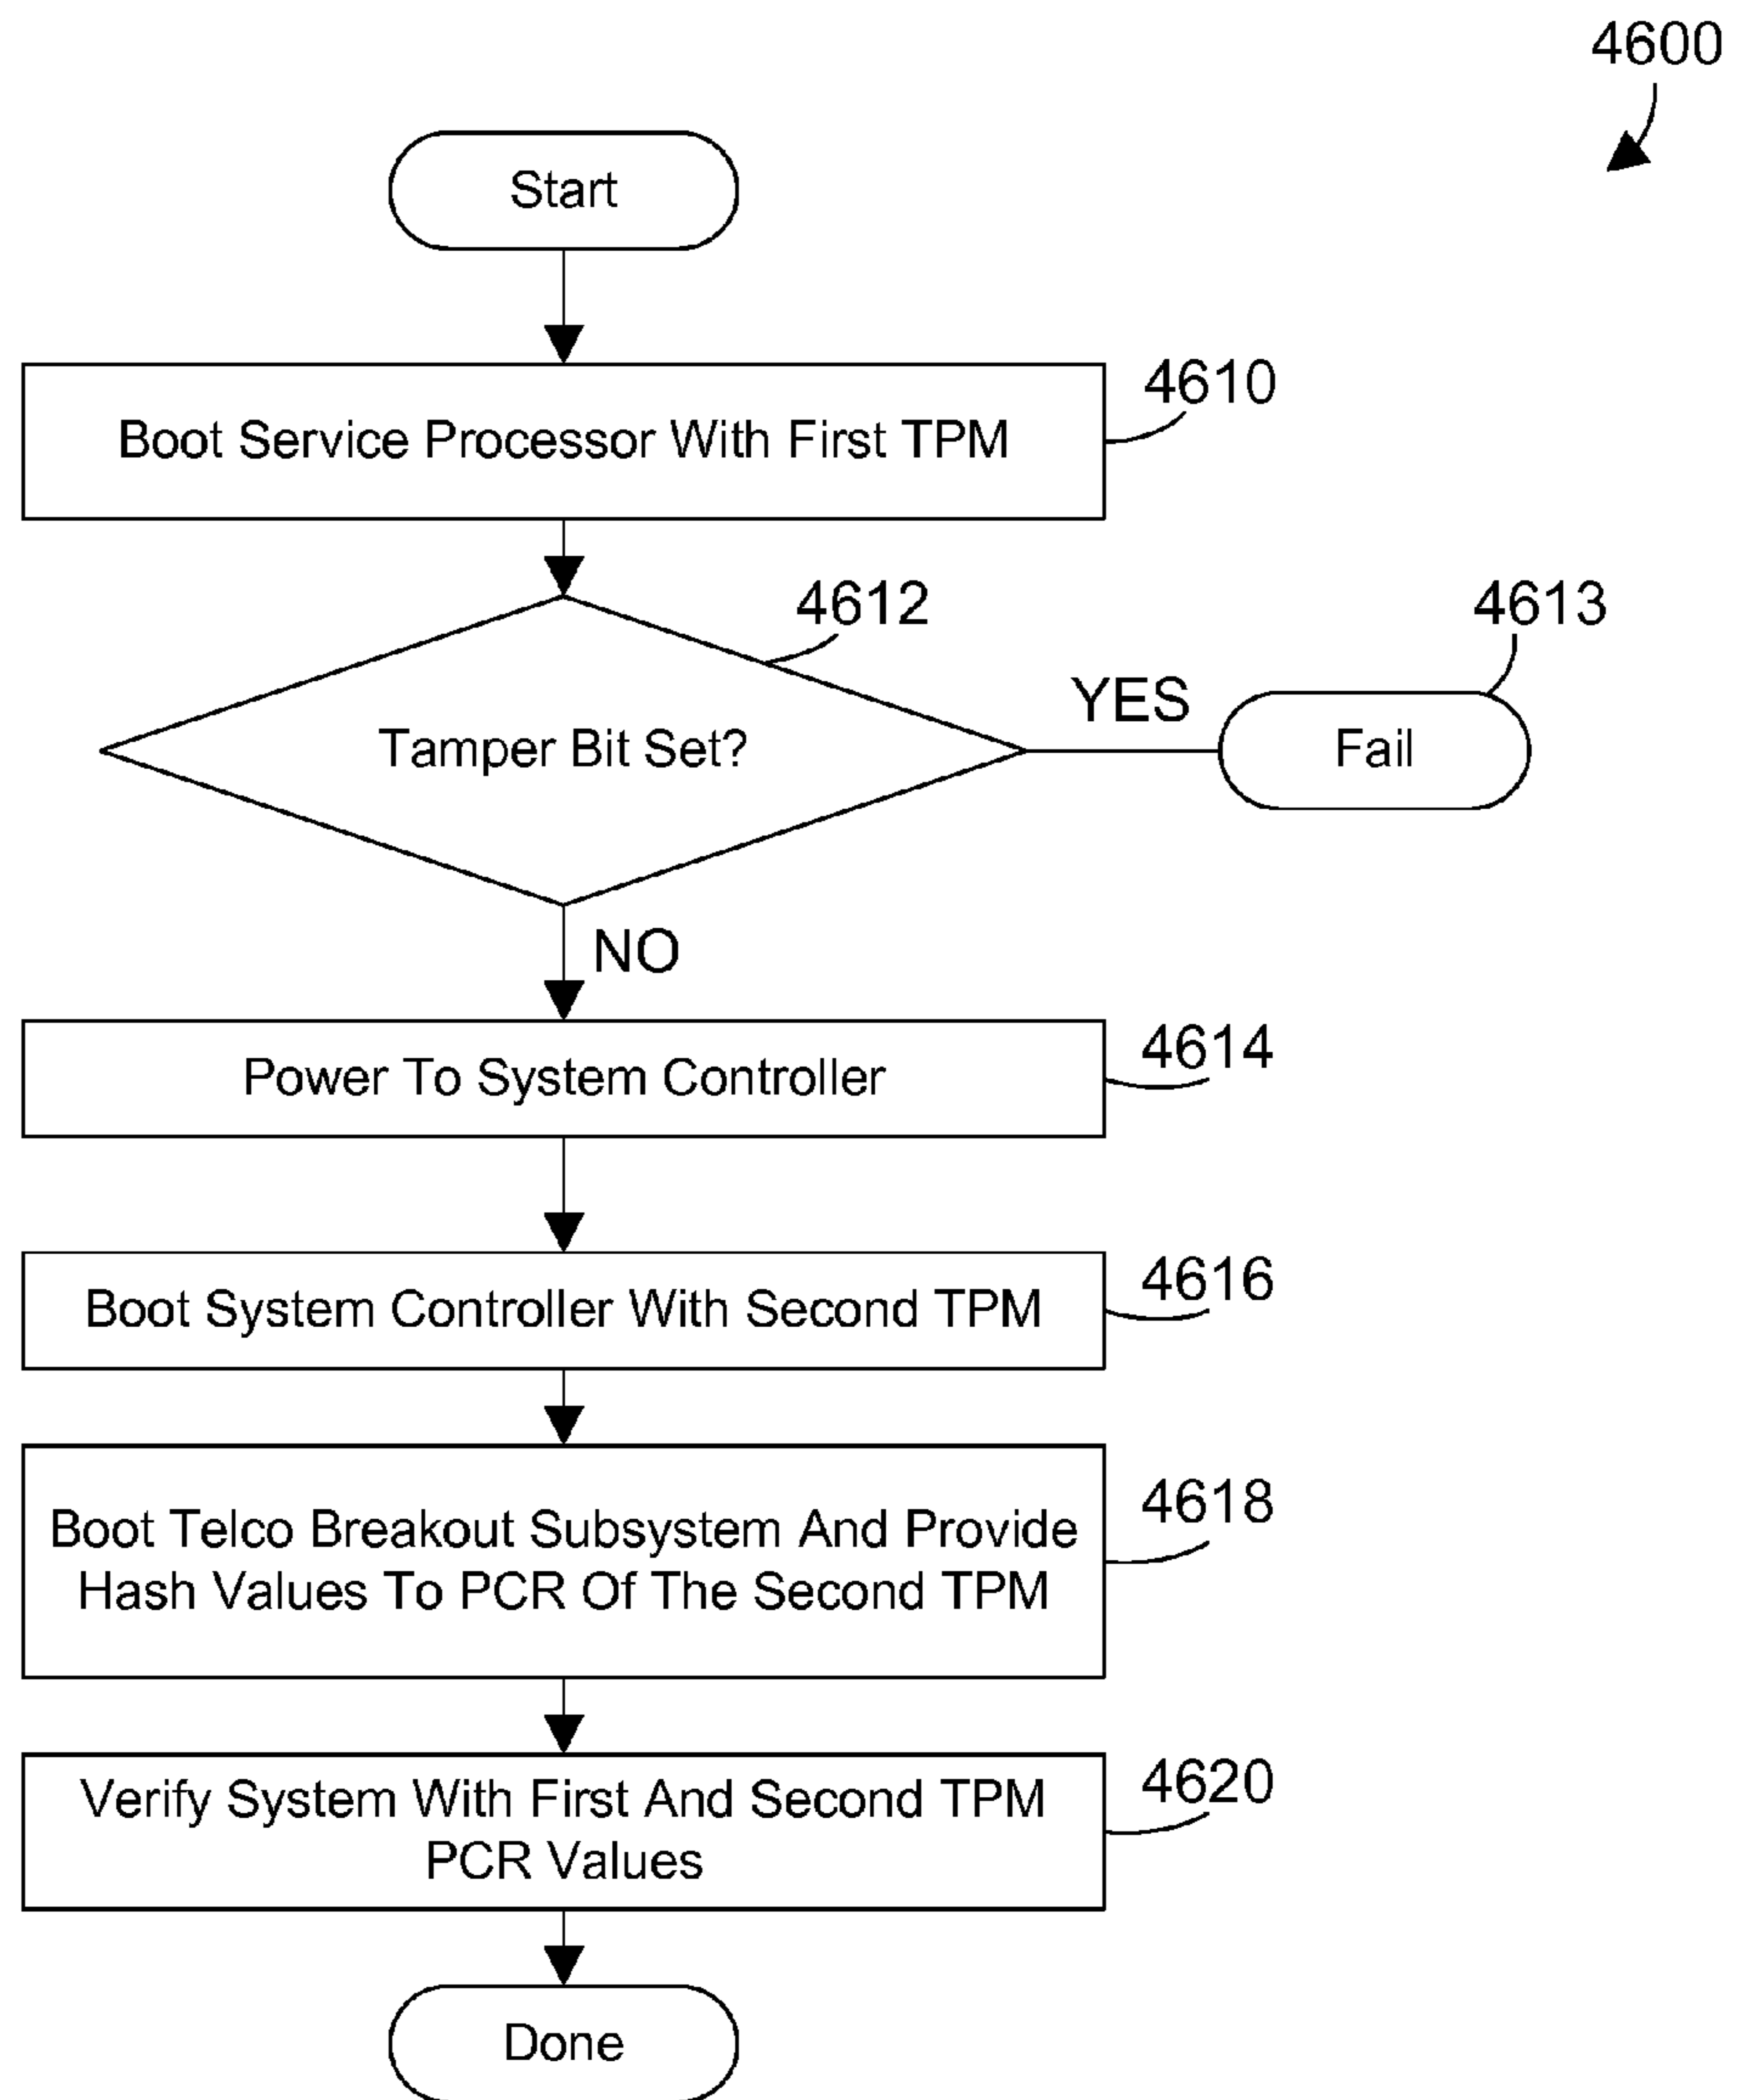 4600
Start
4610
Boot Service Processor With First TPM
4612
4613
YES
Tamper Bit Set?
Fail
NO
4614
Power To System Controller
4616
Boot System Controller With Second TPM
4618
Boot Telco Breakout Subsystem And Provide
Hash Values To PCR Of The Second TPM
4620
Verify System With First And Second TPM
PCR Values
Done